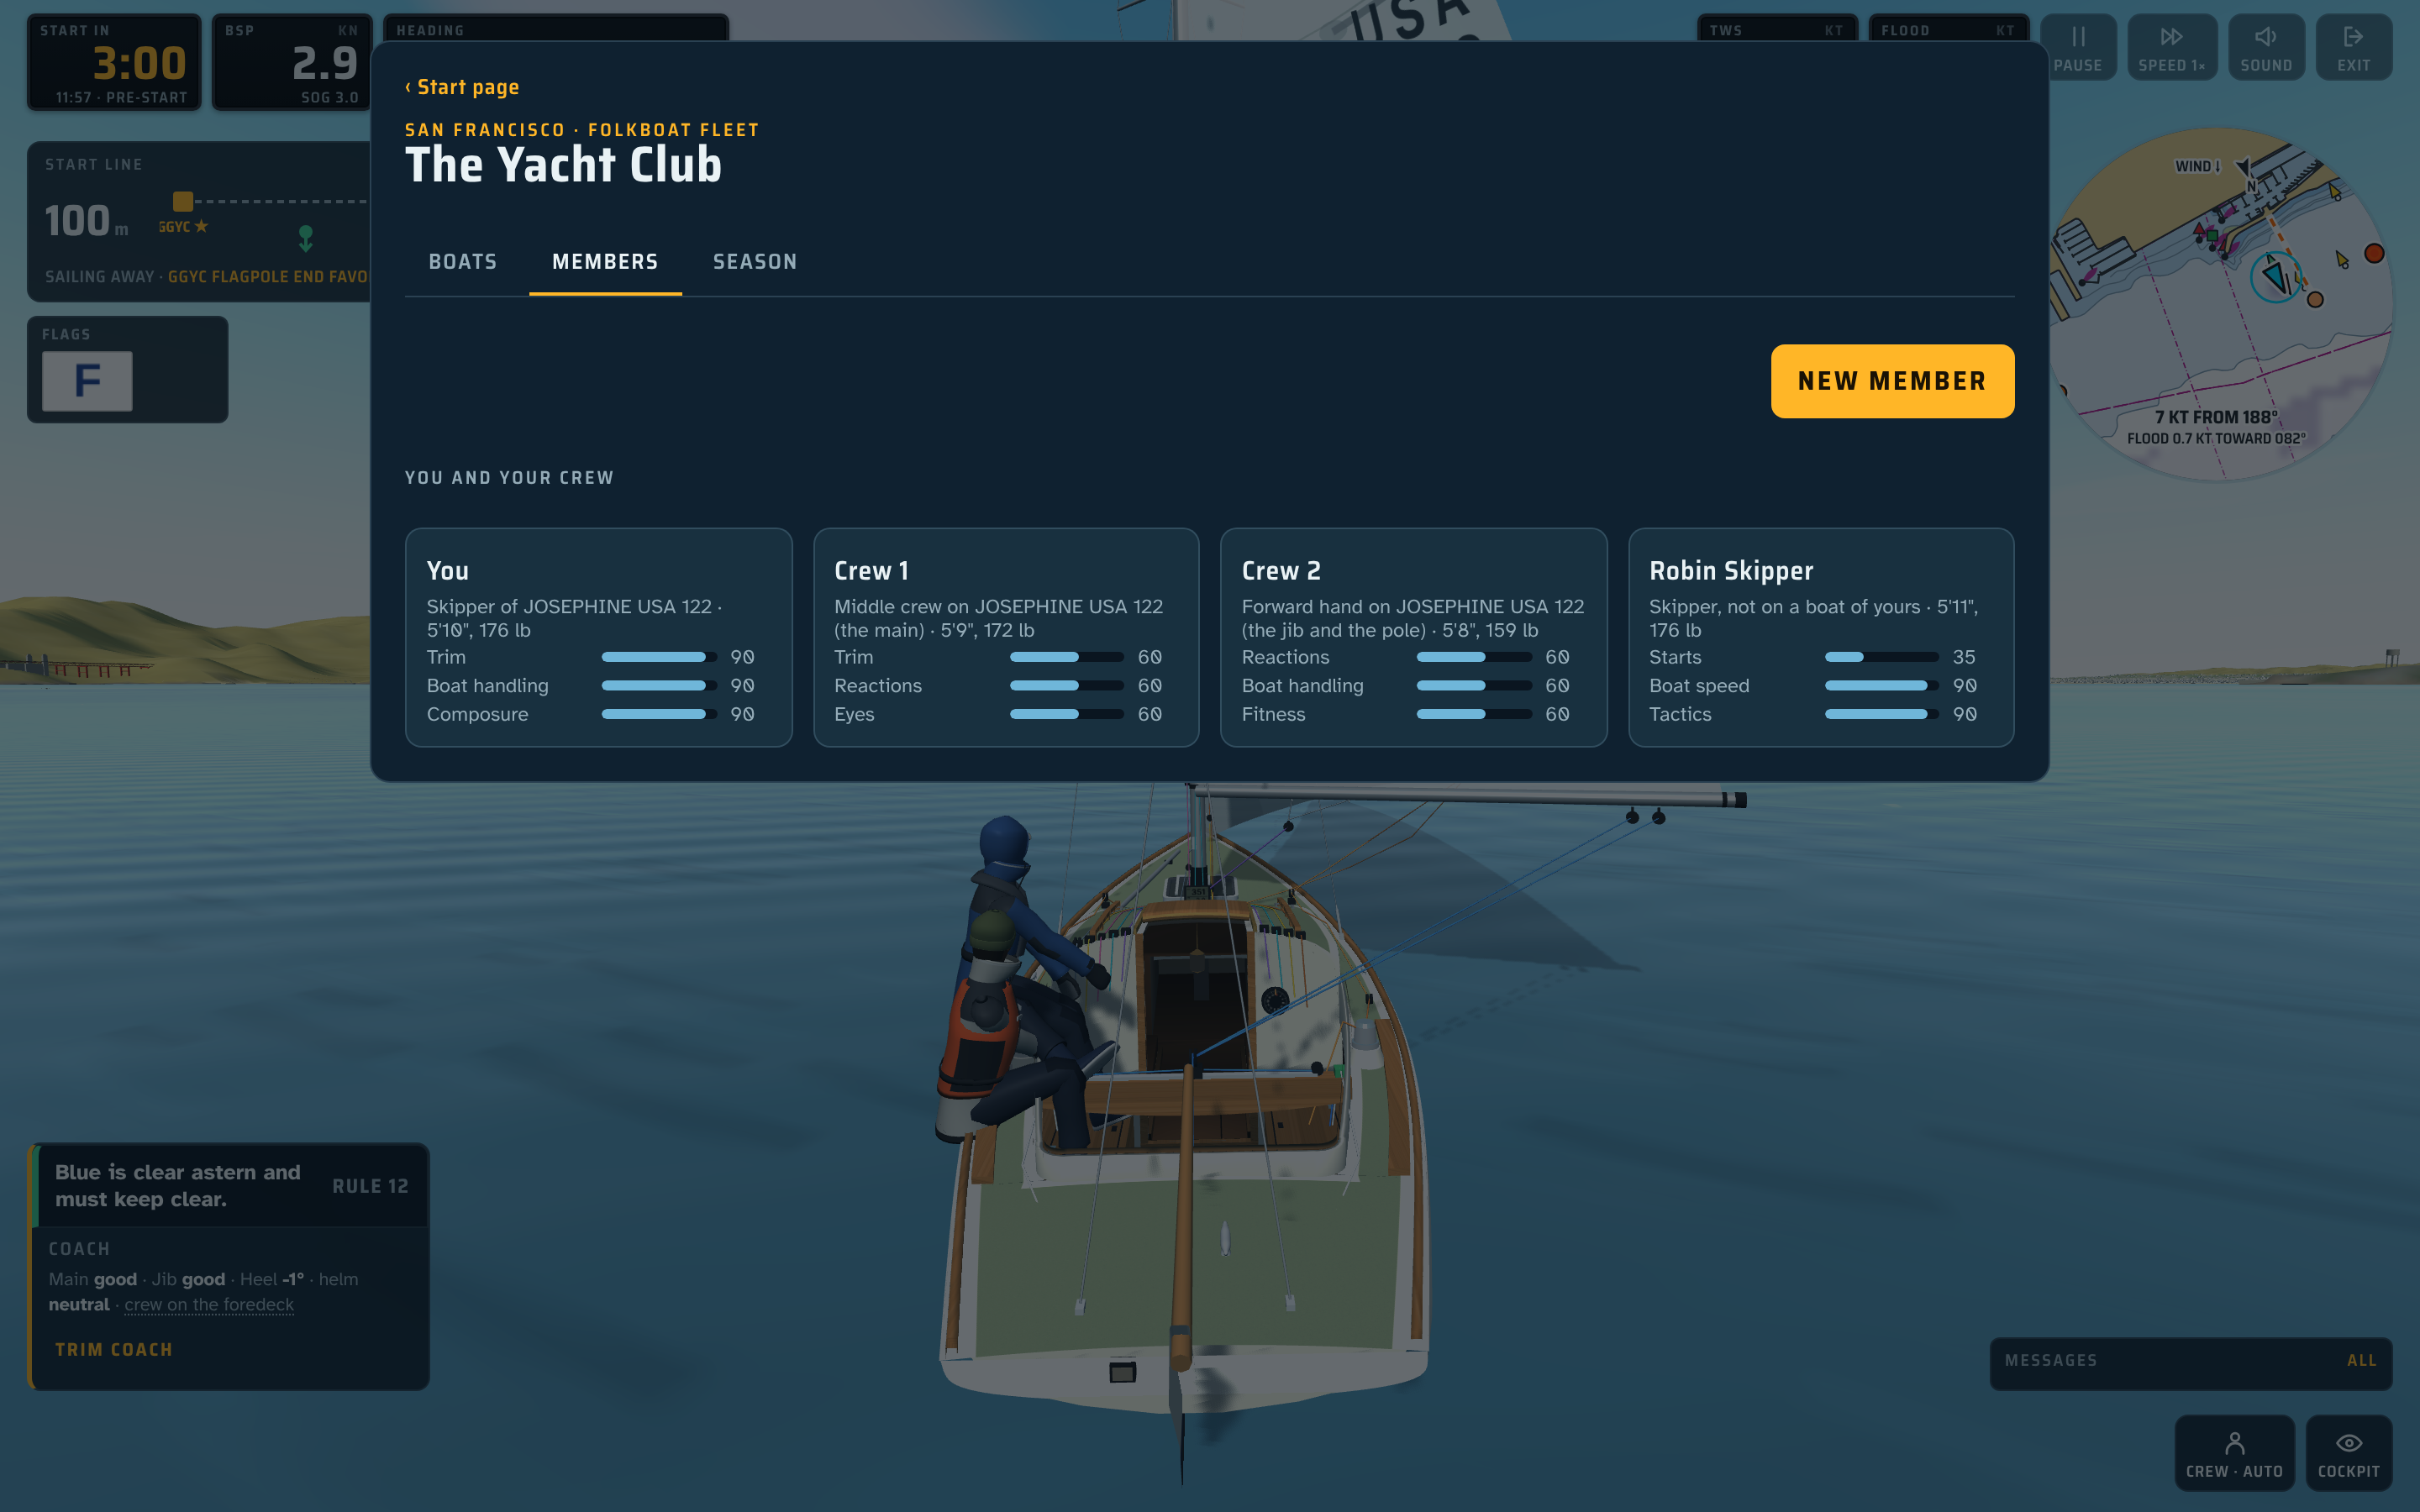 START IN
3:00
11:57 · PRE-START
BSP KN
2.9
SOG 3.0
HEADING
USA
TWS KT
FLOOD KT
PAUSE
SPEED 1×
SOUND
EXIT
‹ Start page
SAN FRANCISCO · FOLKBOAT FLEET
The Yacht Club
BOATS MEMBERS SEASON
NEW MEMBER
YOU AND YOUR CREW
You
Skipper of JOSEPHINE USA 122 ·
5'10", 176 lb
Trim 90
Boat handling 90
Composure 90
Crew 1
Middle crew on JOSEPHINE USA 122
(the main) · 5'9", 172 lb
Trim 60
Reactions 60
Eyes 60
Crew 2
Forward hand on JOSEPHINE USA 122
(the jib and the pole) · 5'8", 159 lb
Reactions 60
Boat handling 60
Fitness 60
Robin Skipper
Skipper, not on a boat of yours · 5'11",
176 lb
Starts 35
Boat speed 90
Tactics 90
START LINE
100 m
GGYC ★
SAILING AWAY · GGYC FLAGPOLE END FAVO
FLAGS
F
WIND ↓
N
7 KT FROM 188°
FLOOD 0.7 KT TOWARD 082°
Blue is clear astern and
must keep clear.
RULE 12
COACH
Main good · Jib good · Heel -1° · helm
neutral · crew on the foredeck
TRIM COACH
MESSAGES ALL
CREW · AUTO
COCKPIT